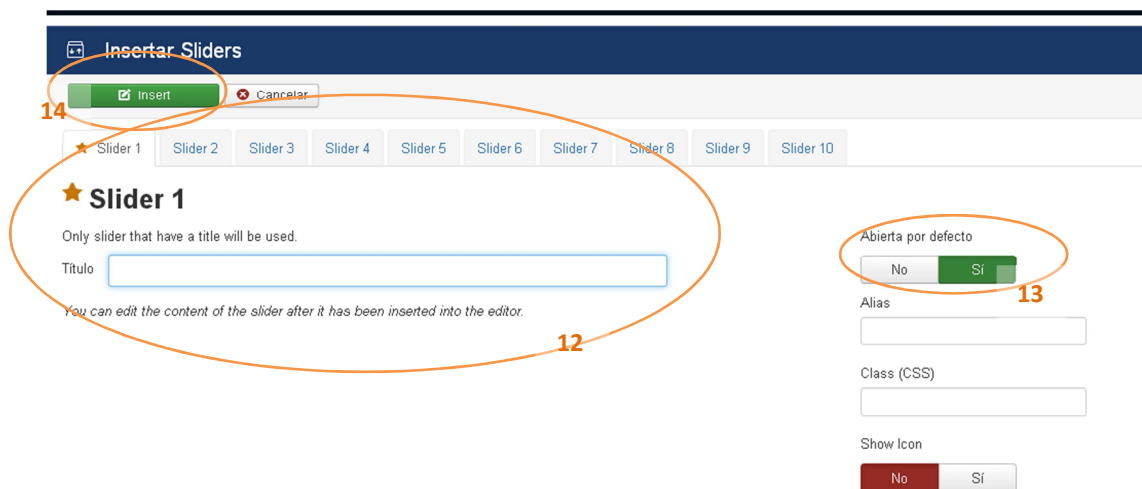 Insertar Sliders
Insert Cancelar
14
Slider 1 Slider 2 Slider 3 Slider 4 Slider 5 Slider 6 Slider 7 Slider 8 Slider 9 Slider 10
Slider 1
Only slider that have a title will be used.
Título
You can edit the content of the slider after it has been inserted into the editor.
12
Abierta por defecto
No Sí
13
Alias
Class (CSS)
Show Icon
No Sí